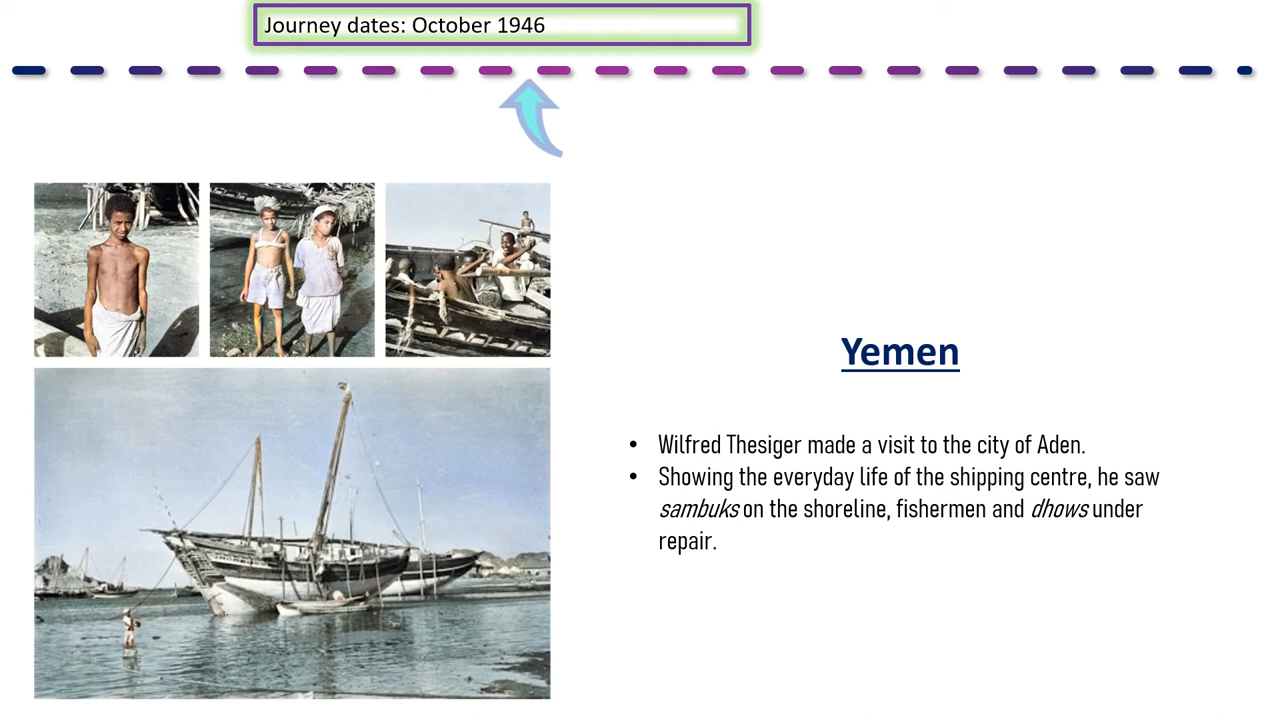 Journey dates: October 1946
Yemen
• Wilfred Thesiger made a visit to the city of Aden.
• Showing the everyday life of the shipping centre, he saw
sambuks on the shoreline, fishermen and dhows under
repair.